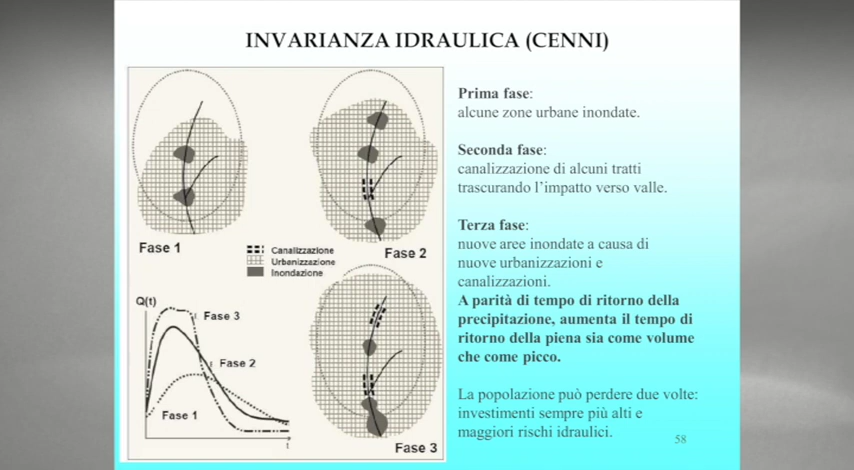 INVARIANZA IDRAULICA (CENNI)
Fase 1
Canalizzazione
Urbanizzazione
Inondazione
Fase 2
Q(t)
Fase 3
Fase 2
Fase 1
t
Fase 3
Prima fase:
alcune zone urbane inondate.
Seconda fase:
canalizzazione di alcuni tratti
trascurando l'impatto verso valle.
Terza fase:
nuove aree inondate a causa di
nuove urbanizzazioni e
canalizzazioni.
A parità di tempo di ritorno della
precipitazione, aumenta il tempo di
ritorno della piena sia come volume
che come picco.
La popolazione può perdere due volte:
investimenti sempre più alti e
maggiori rischi idraulici.
58